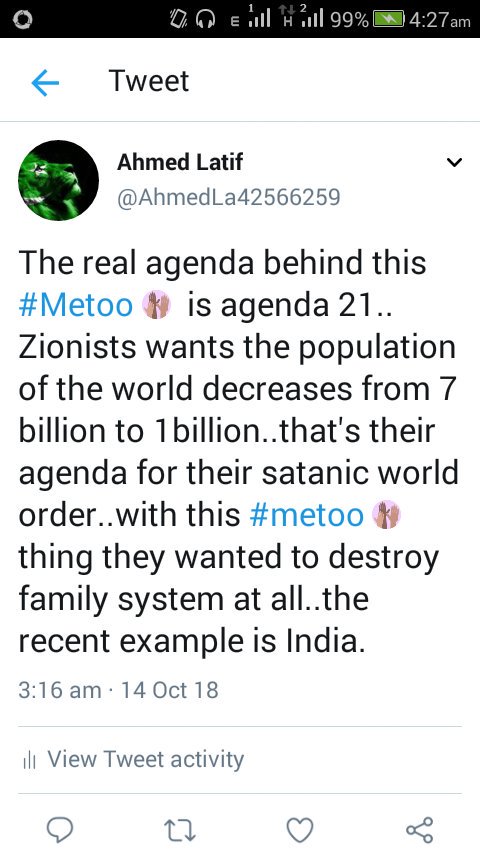 E 1 H 2 99% 4:27am
Tweet
Ahmed Latif
@AhmedLa42566259
The real agenda behind this
#Metoo is agenda 21..
Zionists wants the population
of the world decreases from 7
billion to 1billion..that's their
agenda for their satanic world
order..with this #metoo
thing they wanted to destroy
family system at all..the
recent example is India.
3:16 am · 14 Oct 18
View Tweet activity